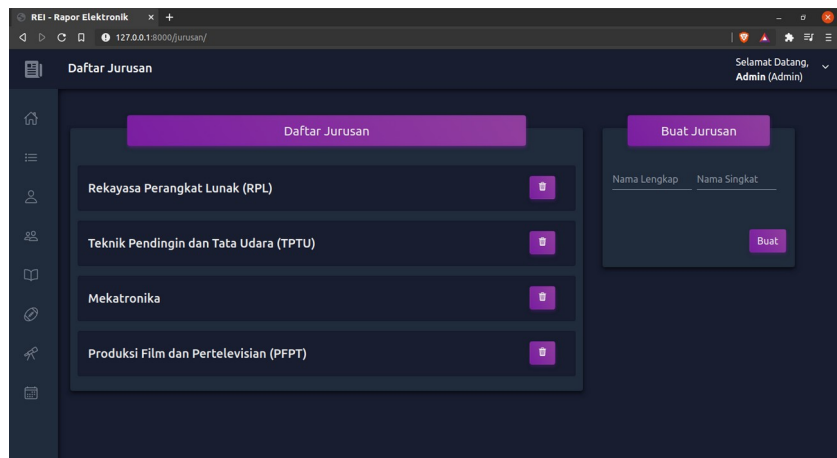 REI - Rapor Elektronik
127.0.0.1:8000/jurusan/
Daftar Jurusan
Selamat Datang,
Admin (Admin)
Daftar Jurusan
Rekayasa Perangkat Lunak (RPL)
Teknik Pendingin dan Tata Udara (TPTU)
Mekatronika
Produksi Film dan Pertelevisian (PFPT)
Buat Jurusan
Nama Lengkap Nama Singkat
Buat